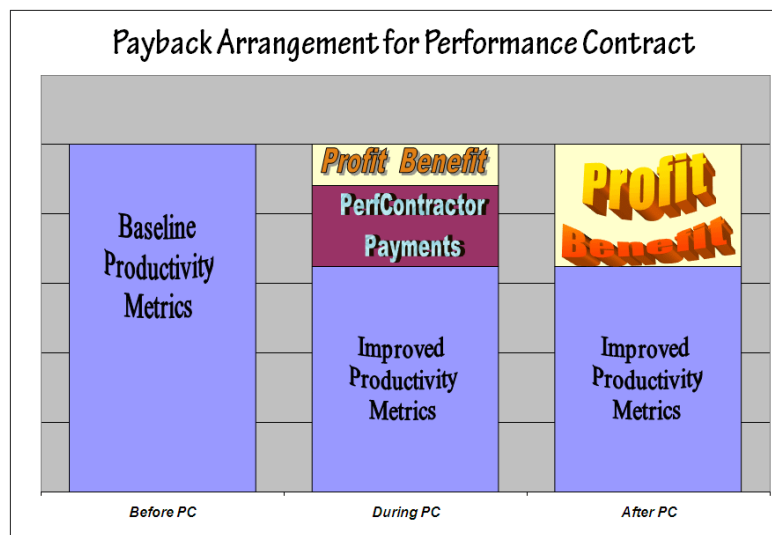 Payback Arrangement for Performance Contract
Baseline
Productivity
Metrics
Profit Benefit
PerfContractor
Payments
Improved
Productivity
Metrics
Profit
Benefit
Improved
Productivity
Metrics
Before PC
During PC
After PC